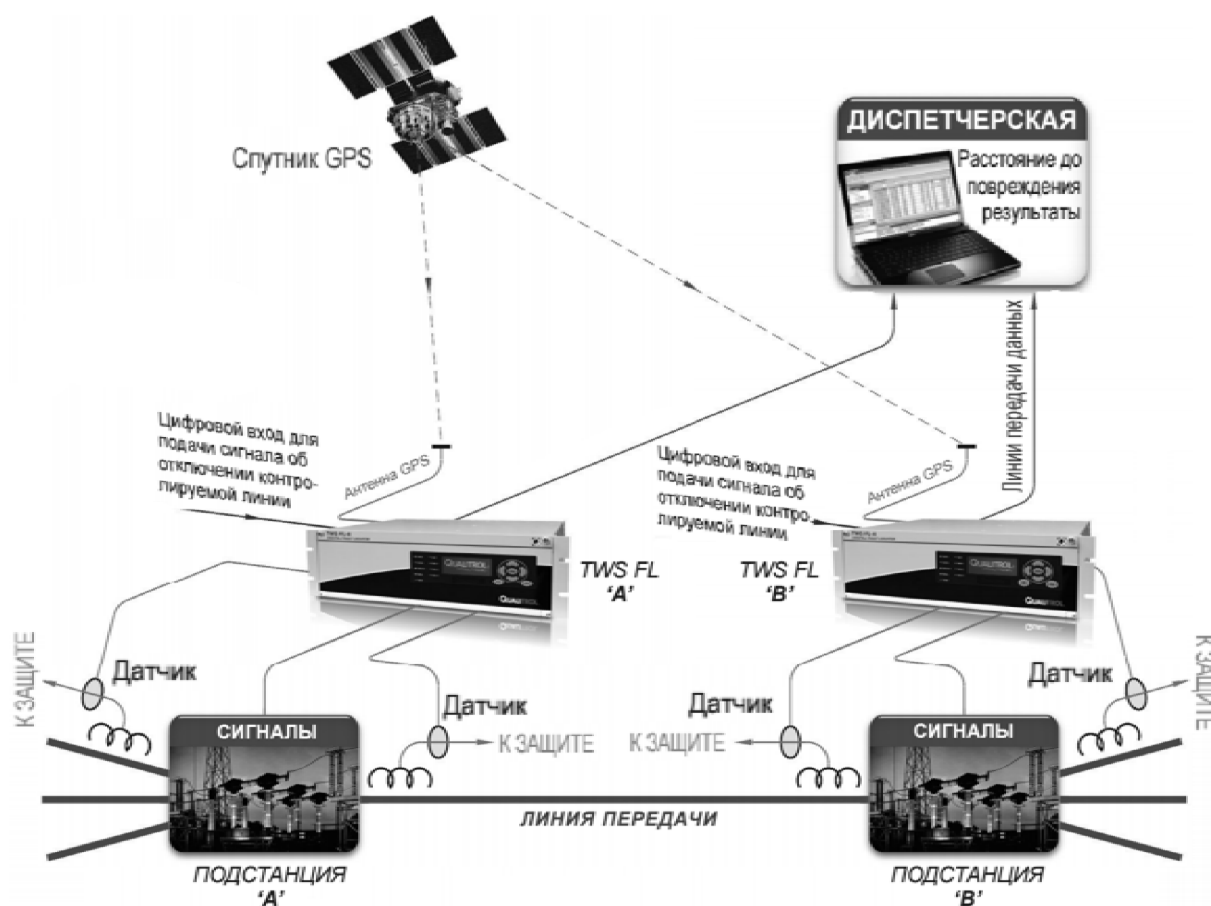 Спутник GPS
ДИСПЕТЧЕРСКАЯ
Расстояние до
повреждения
результаты
Линии передачи данных
Цифровой вход для
подачи сигнала об
отключении контро-
лируемой линии
Антенна GPS
Цифровой вход для
подачи сигнала об
отключении контро-
лируемой линии
Антенна GPS
QUALITROL
QUALITROL
TWS FL
'A'
TWS FL
'B'
QUALITROL
QUALITROL
К ЗАЩИТЕ
Датчик
СИГНАЛЫ
Датчик
К ЗАЩИТЕ
К ЗАЩИТЕ
Датчик
СИГНАЛЫ
Датчик
К ЗАЩИТЕ
ЛИНИЯ ПЕРЕДАЧИ
ПОДСТАНЦИЯ
'A'
ПОДСТАНЦИЯ
'B'